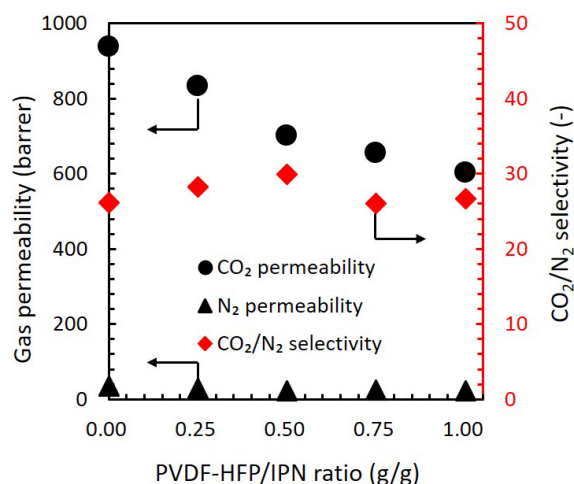 Gas permeability (barrer)
1000
800
600
400
200
0
CO₂ permeability
N₂ permeability
CO₂/N₂ selectivity
50
40
30
20
10
0
CO₂/N₂ selectivity (-)
0.00 0.25 0.50 0.75 1.00
PVDF-HFP/IPN ratio (g/g)